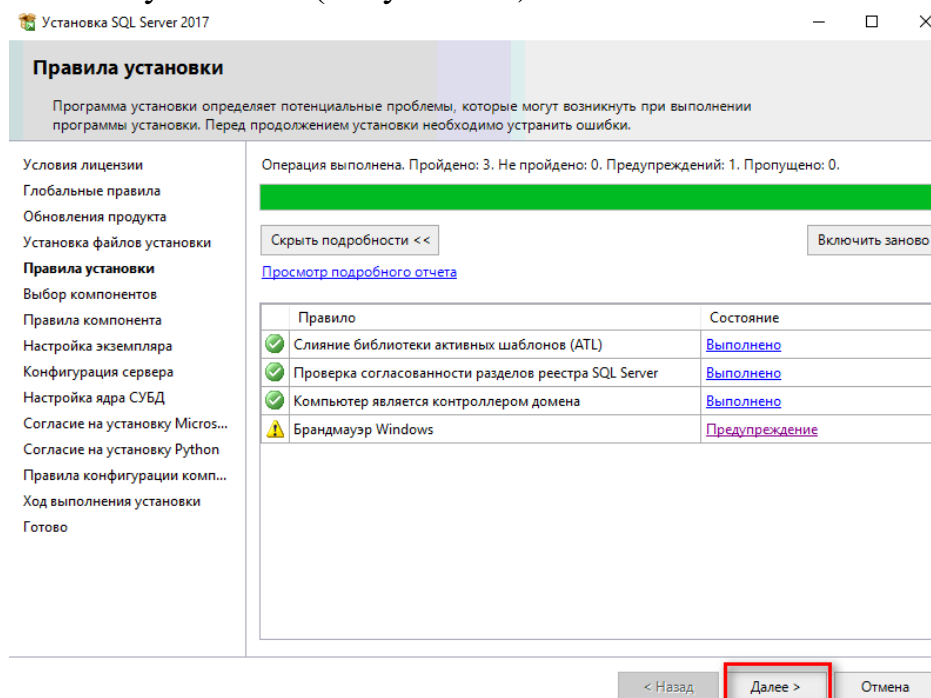 Установка SQL Server 2017
Правила установки
Программа установки определяет потенциальные проблемы, которые могут возникнуть при выполнении
программы установки. Перед продолжением установки необходимо устранить ошибки.
Условия лицензии
Глобальные правила
Обновления продукта
Установка файлов установки
Правила установки
Выбор компонентов
Правила компонента
Настройка экземпляра
Конфигурация сервера
Настройка ядра СУБД
Согласие на установку Micros...
Согласие на установку Python
Правила конфигурации комп...
Ход выполнения установки
Готово
Операция выполнена. Пройдено: 3. Не пройдено: 0. Предупреждений: 1. Пропущено: 0.
Скрыть подробности <<
Включить заново
Просмотр подробного отчета
Правило Состояние
Слияние библиотеки активных шаблонов (ATL) Выполнено
Проверка согласованности разделов реестра SQL Server Выполнено
Компьютер является контроллером домена Выполнено
Брандмауэр Windows Предупреждение
< Назад Далее > Отмена